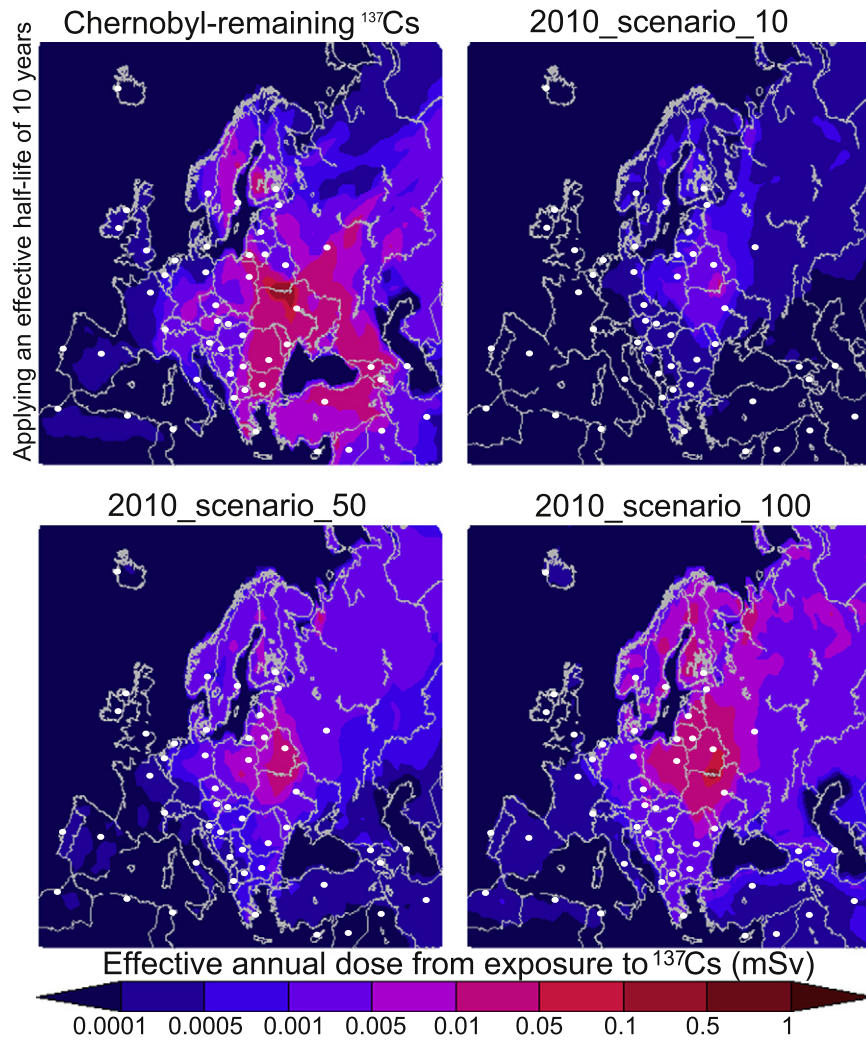 Chernobyl-remaining ¹³⁷Cs
2010_scenario_10
Applying an effective half-life of 10 years
2010_scenario_50
2010_scenario_100
Effective annual dose from exposure to ¹³⁷Cs (mSv)
0.0001 0.0005 0.001 0.005 0.01 0.05 0.1 0.5 1